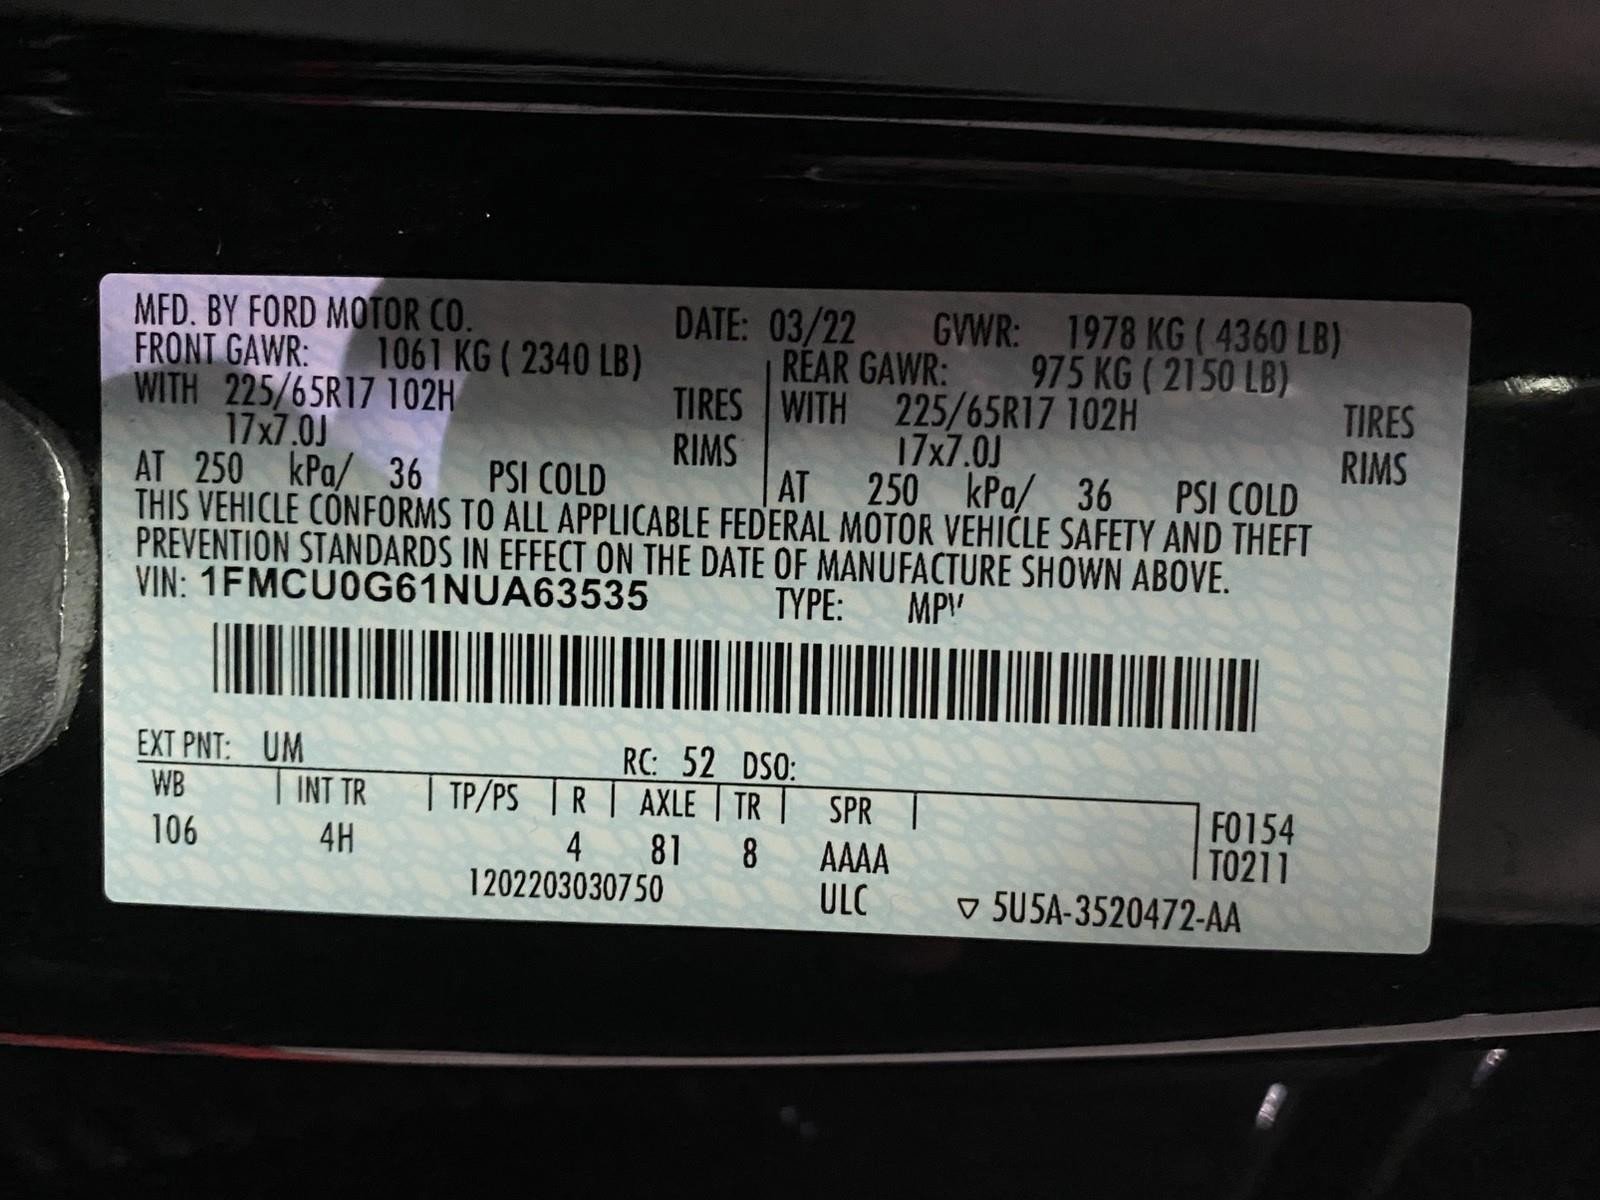 MFD. BY FORD MOTOR CO. DATE: 03/22 GVWR: 1978 KG ( 4360 LB)
FRONT GAWR: 1061 KG ( 2340 LB) REAR GAWR: 975 KG ( 2150 LB)
WITH 225/65R17 102H TIRES WITH 225/65R17 102H TIRES
17x7.0J RIMS 17x7.0J RIMS
AT 250 kPa/ 36 PSI COLD AT 250 kPa/ 36 PSI COLD
THIS VEHICLE CONFORMS TO ALL APPLICABLE FEDERAL MOTOR VEHICLE SAFETY AND THEFT
PREVENTION STANDARDS IN EFFECT ON THE DATE OF MANUFACTURE SHOWN ABOVE.
VIN: 1FMCU0G61NUA63535 TYPE: MPV
EXT PNT: UM RC: 52 DSO:
WB INT TR TP/PS R AXLE TR SPR F0154
106 4H 4 81 8 AAAA T0211
1202203030750 ULC ▽ 5U5A-3520472-AA